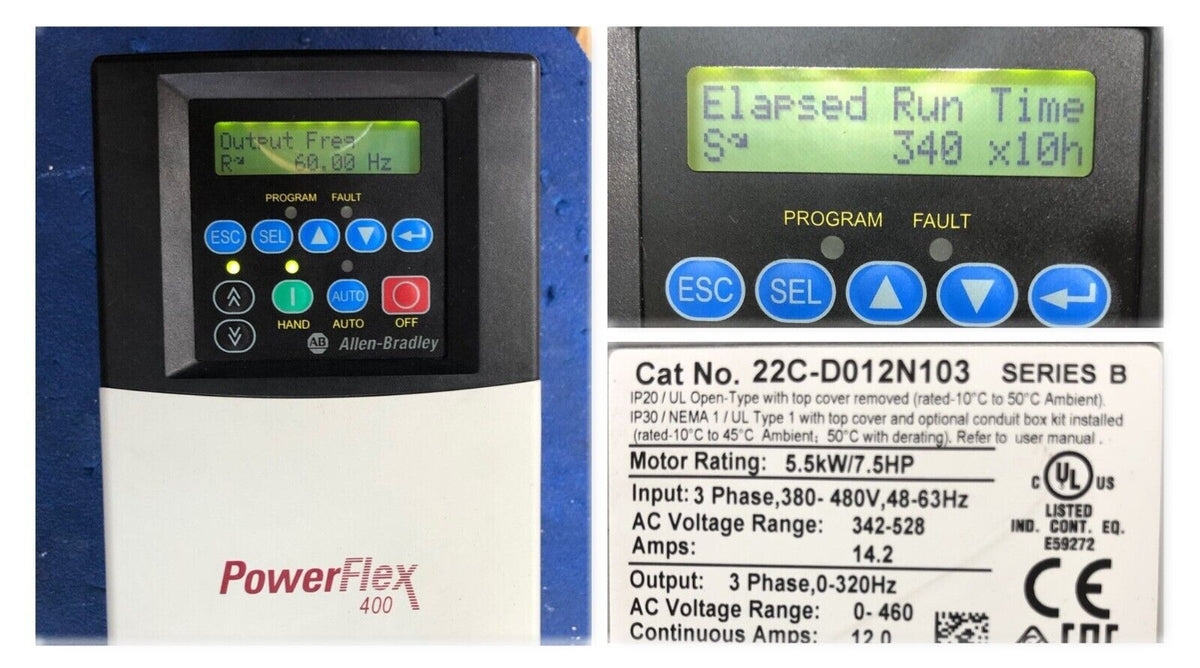 Output Freq
R 60.00 Hz
PROGRAM FAULT
ESC SEL
AUTO
HAND AUTO OFF
AB Allen-Bradley
PowerFlex
400
Elapsed Run Time
S 340 x10h
PROGRAM FAULT
ESC SEL
Cat No. 22C-D012N103 SERIES B
IP20 / UL Open-Type with top cover removed (rated-10°C to 50°C Ambient).
IP30 / NEMA 1 / UL Type 1 with top cover and optional conduit box kit installed
(rated-10°C to 45°C Ambient; 50°C with derating). Refer to user manual .
Motor Rating: 5.5kW/7.5HP
Input: 3 Phase,380- 480V,48-63Hz
AC Voltage Range: 342-528
Amps: 14.2
C UL US
LISTED
IND. CONT. EQ.
E59272
CE
Output: 3 Phase,0-320Hz
AC Voltage Range: 0- 460
Continuous Amps: 12.0